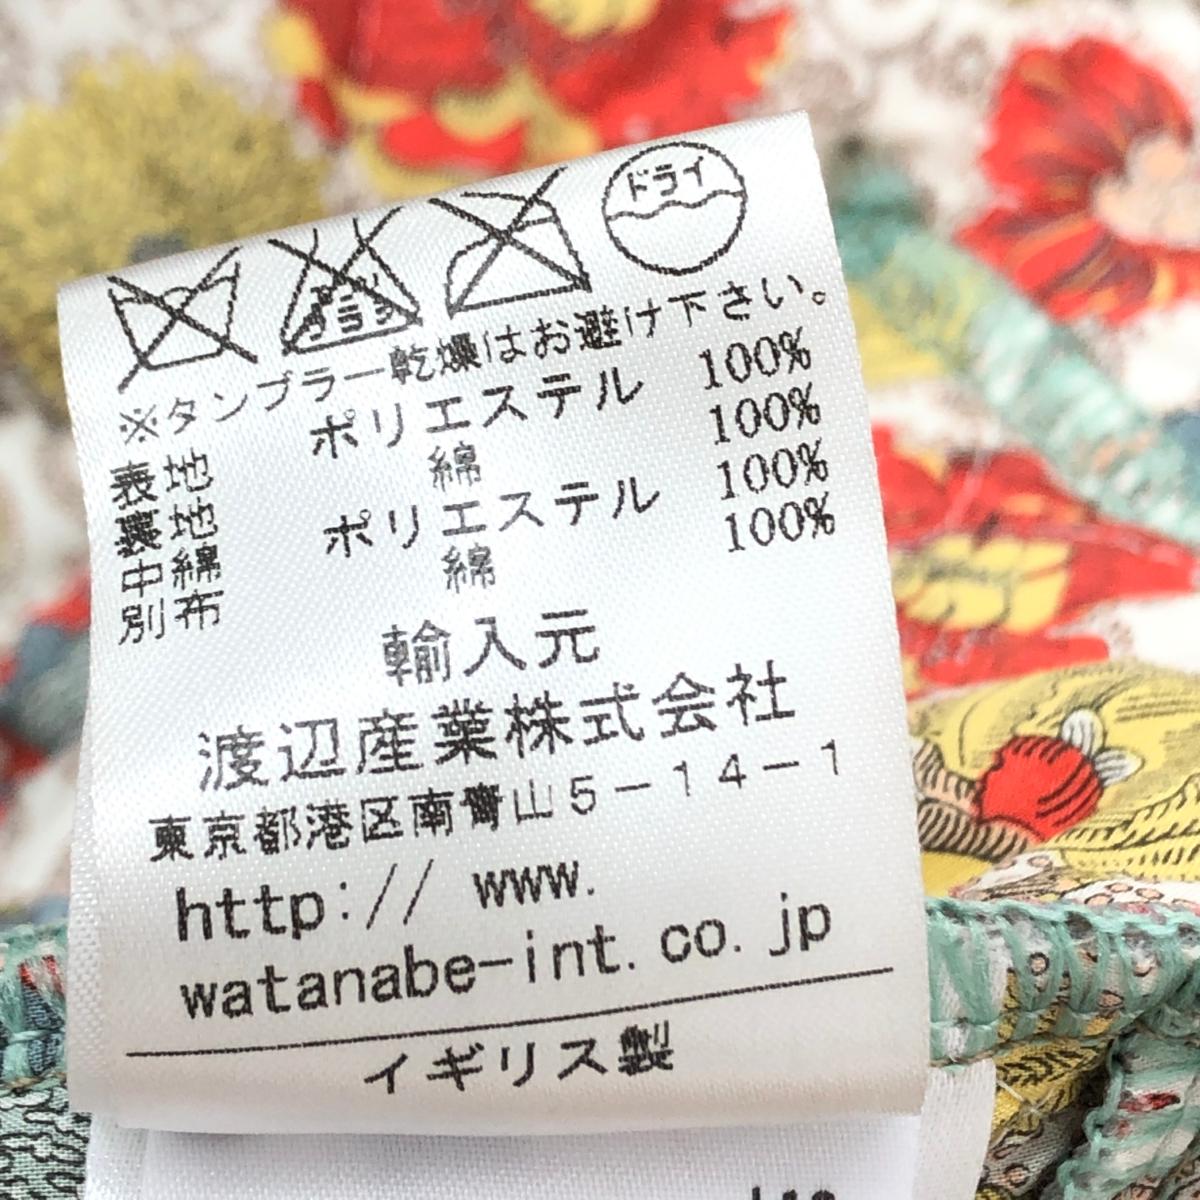 ドライ
※タンブラー乾燥はお避け下さい。
表地 ポリエステル 100%
裏地 綿 100%
中綿 ポリエステル 100%
別布 綿 100%
輸入元
渡辺産業株式会社
東京都港区南青山5-14-1
http://www.
watanabe-int.co.jp
イギリス製